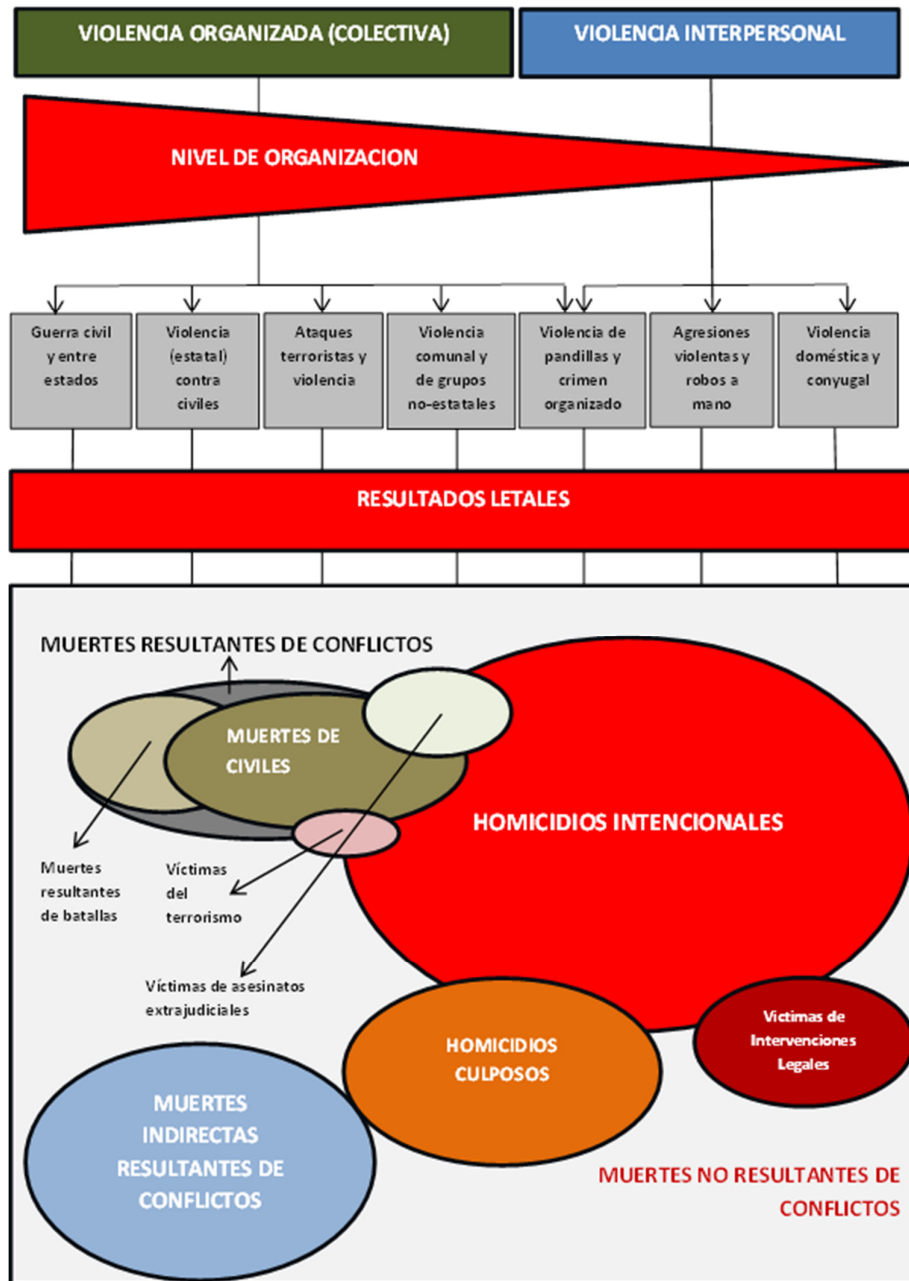 VIOLENCIA ORGANIZADA (COLECTIVA)
VIOLENCIA INTERPERSONAL
NIVEL DE ORGANIZACION
Guerra civil
y entre
estados
Violencia
(estatal)
contra
civiles
Ataques
terroristas y
violencia
Violencia
comunal y
de grupos
no-estatales
Violencia de
pandillas y
crimen
organizado
Agresiones
violentas y
robos a
mano
Violencia
doméstica y
conyugal
RESULTADOS LETALES
MUERTES RESULTANTES DE CONFLICTOS
MUERTES DE
CIVILES
HOMICIDIOS INTENCIONALES
Muertes
resultantes
de batallas
Víctimas
del
terrorismo
Víctimas de asesinatos
extrajudiciales
HOMICIDIOS
CULPOSOS
Víctimas de
Intervenciones
Legales
MUERTES
INDIRECTAS
RESULTANTES DE
CONFLICTOS
MUERTES NO RESULTANTES DE
CONFLICTOS